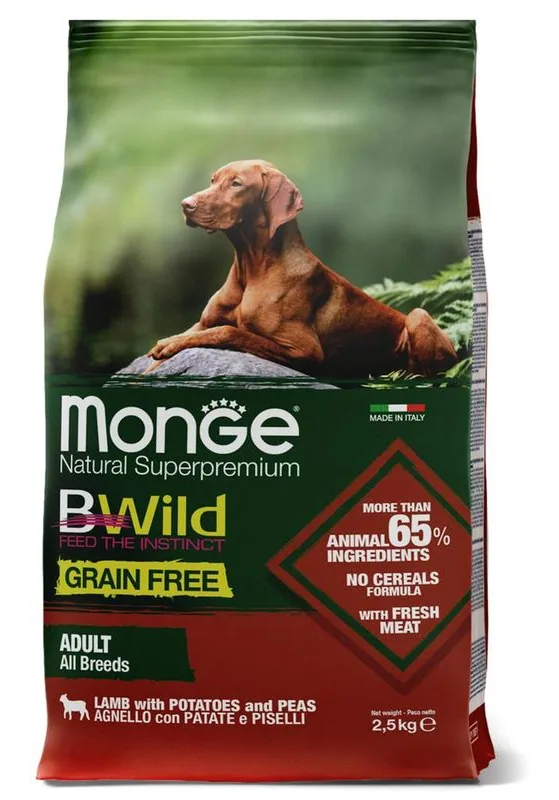 Monge®
Natural Superpremium
BWild
FEED THE INSTINCT
GRAIN FREE
ADULT
All Breeds
LAMB with POTATOES and PEAS
AGNELLO con PATATE e PISELLI
MADE IN ITALY
MORE THAN
ANIMAL 65%
INGREDIENTS
NO CEREALS
FORMULA
WITH FRESH
MEAT
Net weight - Peso netto
2,5kg e